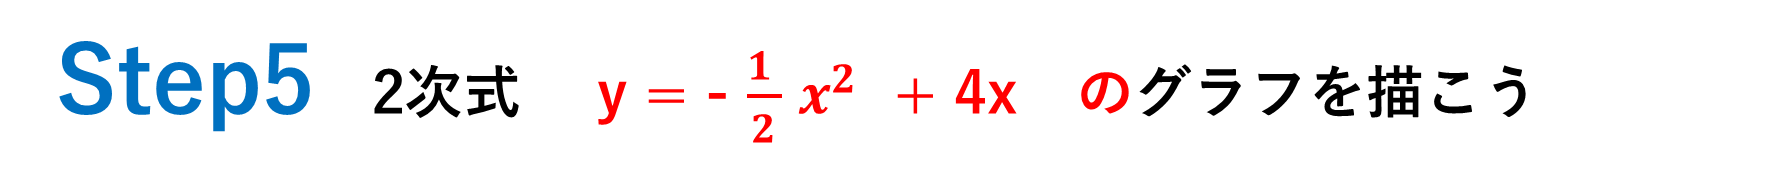 Step5 2次式 y = - 1/2 x² + 4x のグラフを描こう